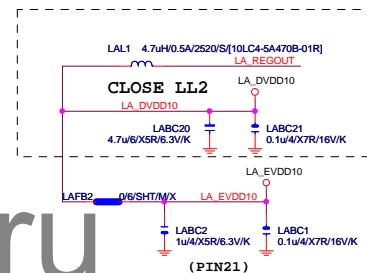 LAL1 4.7uH/0.5A/2520/S/[10LC4-5A470B-01R]
LA_REGOUT
CLOSE LL2
LA_DVDD10
LA_DVDD10
LABC20
4.7u/6/X5R/6.3V/K
LABC21
0.1u/4/X7R/16V/K
LA_EVDD10
LAFB2 0/6/SHT/M/X LA_EVDD10
LABC2
1u/4/X5R/6.3V/K
LABC1
0.1u/4/X7R/16V/K
(PIN21)
ru